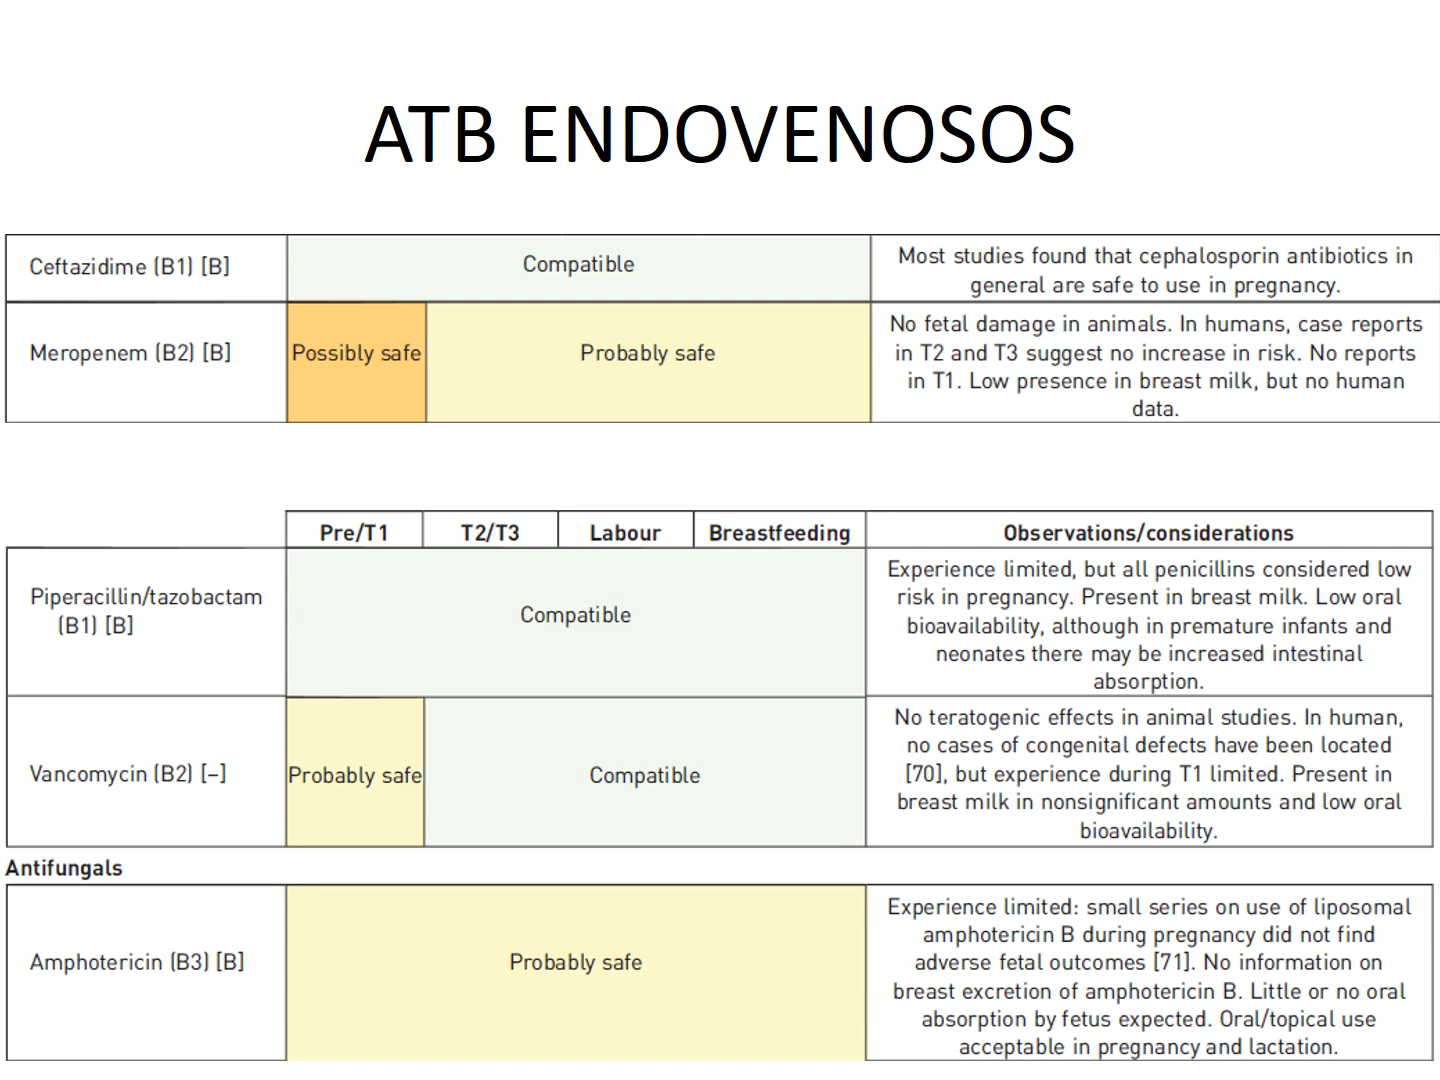 ATB ENDOVENOSOS
Ceftazidime (B1) [B]
Compatible
Most studies found that cephalosporin antibiotics in
general are safe to use in pregnancy.
Meropenem (B2) [B]
Possibly safe
Probably safe
No fetal damage in animals. In humans, case reports
in T2 and T3 suggest no increase in risk. No reports
in T1. Low presence in breast milk, but no human
data.
Pre/T1
T2/T3
Labour
Breastfeeding
Observations/considerations
Piperacillin/tazobactam
(B1) [B]
Compatible
Experience limited, but all penicillins considered low
risk in pregnancy. Present in breast milk. Low oral
bioavailability, although in premature infants and
neonates there may be increased intestinal
absorption.
Vancomycin (B2) [–]
Probably safe
Compatible
No teratogenic effects in animal studies. In human,
no cases of congenital defects have been located
[70], but experience during T1 limited. Present in
breast milk in nonsignificant amounts and low oral
bioavailability.
Antifungals
Amphotericin (B3) [B]
Probably safe
Experience limited: small series on use of liposomal
amphotericin B during pregnancy did not find
adverse fetal outcomes [71]. No information on
breast excretion of amphotericin B. Little or no oral
absorption by fetus expected. Oral/topical use
acceptable in pregnancy and lactation.